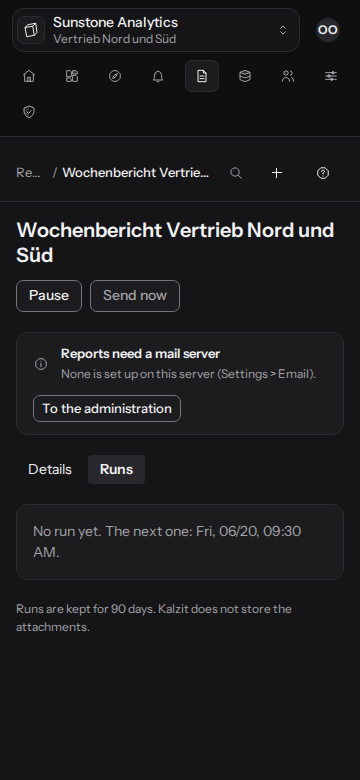 Sunstone Analytics
Vertrieb Nord und Süd
OO
Re... / Wochenbericht Vertrie...
Wochenbericht Vertrieb Nord und
Süd
Pause
Send now
Reports need a mail server
None is set up on this server (Settings > Email).
To the administration
Details
Runs
No run yet. The next one: Fri, 06/20, 09:30
AM.
Runs are kept for 90 days. Kalzit does not store the
attachments.